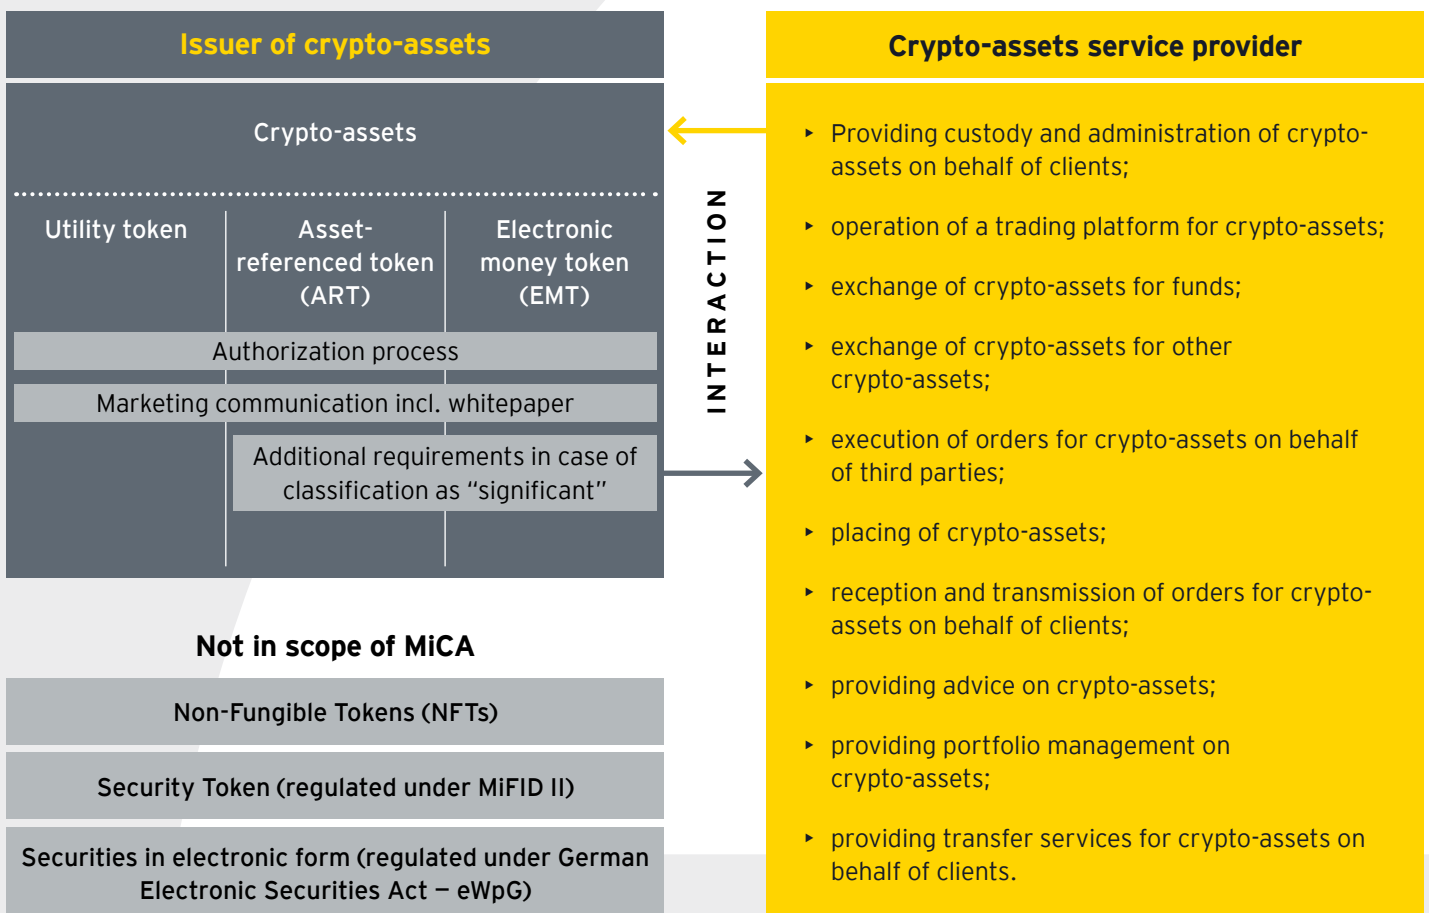 Issuer of crypto-assets
Crypto-assets
Utility token
Asset-
referenced token
(ART)
Electronic
money token
(EMT)
Authorization process
Marketing communication incl. whitepaper
Additional requirements in case of
classification as “significant”
Not in scope of MiCA
Non-Fungible Tokens (NFTs)
Security Token (regulated under MiFID II)
Securities in electronic form (regulated under German
Electronic Securities Act – eWpG)
INTERACTION
Crypto-assets service provider
‣ Providing custody and administration of crypto-
assets on behalf of clients;
‣ operation of a trading platform for crypto-assets;
‣ exchange of crypto-assets for funds;
‣ exchange of crypto-assets for other
crypto-assets;
‣ execution of orders for crypto-assets on behalf
of third parties;
‣ placing of crypto-assets;
‣ reception and transmission of orders for crypto-
assets on behalf of clients;
‣ providing advice on crypto-assets;
‣ providing portfolio management on
crypto-assets;
‣ providing transfer services for crypto-assets on
behalf of clients.